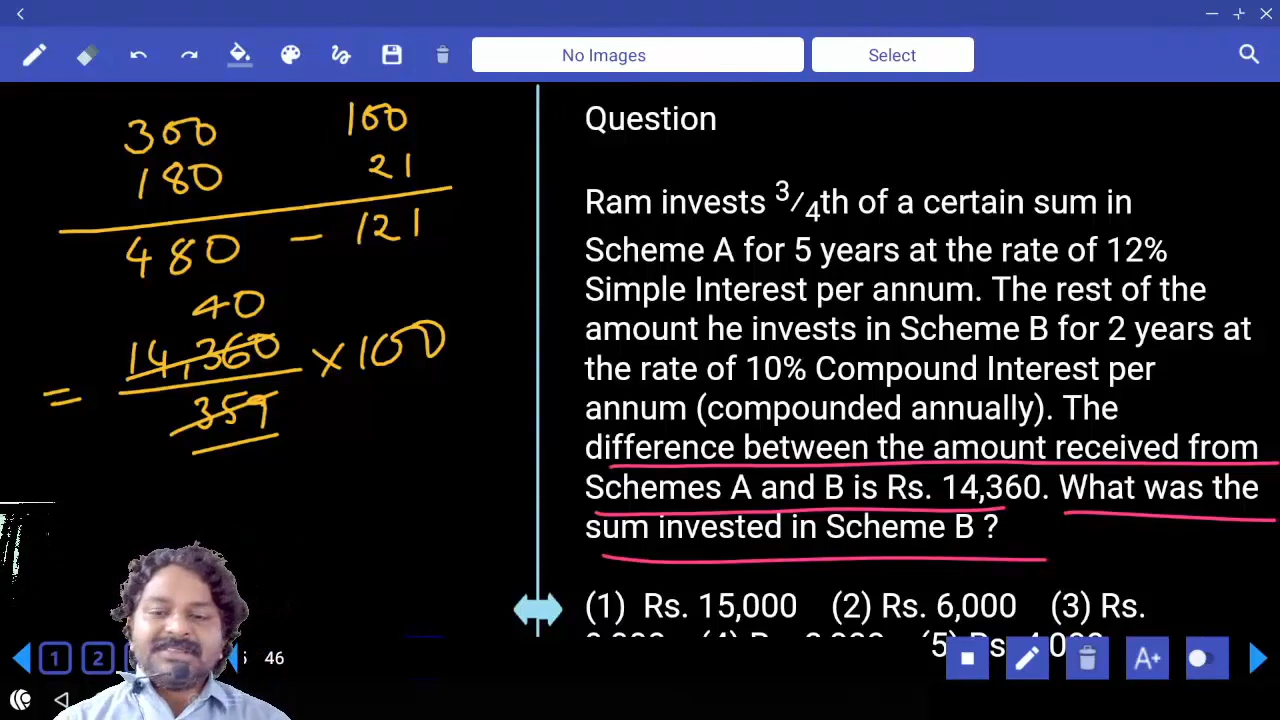 No Images
Select
300 100
180 21
480 - 121
40
= 14,360 × 100
359
Question
Ram invests 3/4th of a certain sum in
Scheme A for 5 years at the rate of 12%
Simple Interest per annum. The rest of the
amount he invests in Scheme B for 2 years at
the rate of 10% Compound Interest per
annum (compounded annually). The
difference between the amount received from
Schemes A and B is Rs. 14,360. What was the
sum invested in Scheme B ?
(1) Rs. 15,000 (2) Rs. 6,000 (3) Rs.
1 2 46
A+